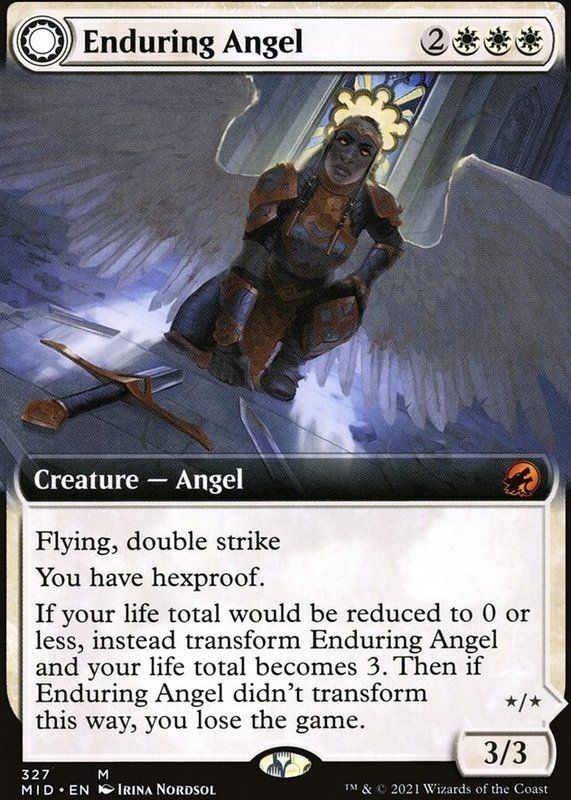 Enduring Angel 2
Creature — Angel
Flying, double strike
You have hexproof.
If your life total would be reduced to 0 or
less, instead transform Enduring Angel
and your life total becomes 3. Then if
Enduring Angel didn't transform
this way, you lose the game.
★/★
3/3
327 M
MID • EN IRINA NORDSOL
™ & © 2021 Wizards of the Coast